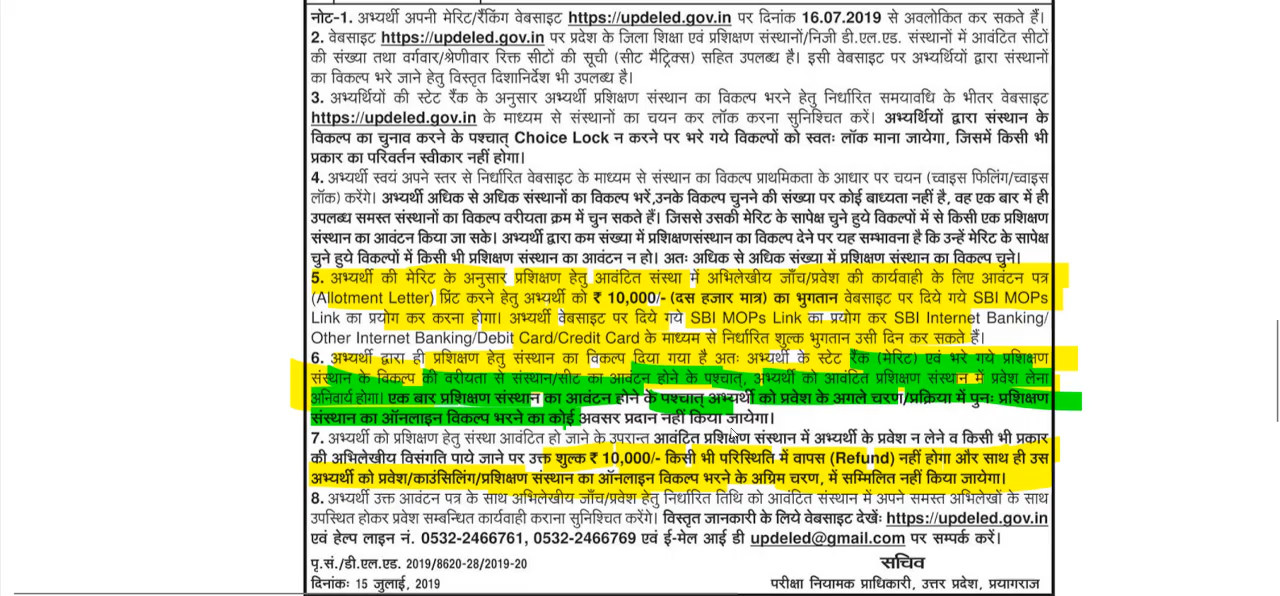 नोट-1. अभ्यर्थी अपनी मेरिट/रैंकिंग वेबसाइट https://updeled.gov.in पर दिनांक 16.07.2019 से अवलोकित कर सकते हैं।
2. वेबसाइट https://updeled.gov.in पर प्रदेश के जिला शिक्षा एवं प्रशिक्षण संस्थानों/निजी डी.एल.एड. संस्थानों में आवंटित सीटों
की संख्या तथा वर्गवार/श्रेणीवार रिक्त सीटों की सूची (सीट मैट्रिक्स) सहित उपलब्ध है। इसी वेबसाइट पर अभ्यर्थियों द्वारा संस्थानों
का विकल्प भरे जाने हेतु विस्तृत दिशानिर्देश भी उपलब्ध है।
3. अभ्यर्थियों की स्टेट रैंक के अनुसार अभ्यर्थी प्रशिक्षण संस्थान का विकल्प भरने हेतु निर्धारित समयावधि के भीतर वेबसाइट
https://updeled.gov.in के माध्यम से संस्थानों का चयन कर लॉक करना सुनिश्चित करें। अभ्यर्थियों द्वारा संस्थान के
विकल्प का चुनाव करने के पश्चात् Choice Lock न करने पर भरे गये विकल्पों को स्वतः लॉक माना जायेगा, जिसमें किसी भी
प्रकार का परिवर्तन स्वीकार नहीं होगा।
4. अभ्यर्थी स्वयं अपने स्तर से निर्धारित वेबसाइट के माध्यम से संस्थान का विकल्प प्राथमिकता के आधार पर चयन (च्वाइस फिलिंग/च्वाइस
लॉक) करेंगे। अभ्यर्थी अधिक से अधिक संस्थानों का विकल्प भरें,उनके विकल्प चुनने की संख्या पर कोई बाध्यता नहीं है, वह एक बार में ही
उपलब्ध समस्त संस्थानों का विकल्प वरीयता क्रम में चुन सकते हैं। जिससे उसकी मेरिट के सापेक्ष चुने हुये विकल्पों में से किसी एक प्रशिक्षण
संस्थान का आवंटन किया जा सके। अभ्यर्थी द्वारा कम संख्या में प्रशिक्षणसंस्थान का विकल्प देने पर यह सम्भावना है कि उन्हें मेरिट के सापेक्ष
चुने हुये विकल्पों में किसी भी प्रशिक्षण संस्थान का आवंटन न हो। अतः अधिक से अधिक संख्या में प्रशिक्षण संस्थान का विकल्प चुने।
5. अभ्यर्थी की मेरिट के अनुसार प्रशिक्षण हेतु आवंटित संस्था में अभिलेखीय जाँच/प्रवेश की कार्यवाही के लिए आवंटन पत्र
(Allotment Letter) प्रिंट करने हेतु अभ्यर्थी को ₹ 10,000/- (दस हजार मात्र) का भुगतान वेबसाइट पर दिये गये SBI MOPs
Link का प्रयोग कर करना होगा। अभ्यर्थी वेबसाइट पर दिये गये SBI MOPs Link का प्रयोग कर SBI Internet Banking/
Other Internet Banking/Debit Card/Credit Card के माध्यम से निर्धारित शुल्क भुगतान उसी दिन कर सकते हैं।
6. अभ्यर्थी द्वारा ही प्रशिक्षण हेतु संस्थान का विकल्प दिया गया है अतः अभ्यर्थी के स्टेट रैंक (मेरिट) एवं भरे गये प्रशिक्षण
संस्थान के विकल्प की वरीयता से संस्थान/सीट का आवंटन होने के पश्चात्, अभ्यर्थी को आवंटित प्रशिक्षण संस्थान में प्रवेश लेना
अनिवार्य होगा। एक बार प्रशिक्षण संस्थान का आवंटन होने के पश्चात् अभ्यर्थी को प्रवेश के अगले चरण/प्रक्रिया में पुनः प्रशिक्षण
संस्थान का ऑनलाइन विकल्प भरने का कोई अवसर प्रदान नहीं किया जायेगा।
7. अभ्यर्थी को प्रशिक्षण हेतु संस्था आवंटित हो जाने के उपरान्त आवंटित प्रशिक्षण संस्थान में अभ्यर्थी के प्रवेश न लेने व किसी भी प्रकार
की अभिलेखीय विसंगति पाये जाने पर उक्त शुल्क ₹ 10,000/- किसी भी परिस्थिति में वापस (Refund) नहीं होगा और साथ ही उस
अभ्यर्थी को प्रवेश/काउंसिलिंग/प्रशिक्षण संस्थान का ऑनलाइन विकल्प भरने के अग्रिम चरण, में सम्मिलित नहीं किया जायेगा।
8. अभ्यर्थी उक्त आवंटन पत्र के साथ अभिलेखीय जाँच/प्रवेश हेतु निर्धारित तिथि को आवंटित संस्थान में अपने समस्त अभिलेखों के साथ
उपस्थित होकर प्रवेश सम्बन्धित कार्यवाही कराना सुनिश्चित करेंगे। विस्तृत जानकारी के लिये वेबसाइट देखेंः https://updeled.gov.in
एवं हेल्प लाइन नं. 0532-2466761, 0532-2466769 एवं ई-मेल आई डी updeled@gmail.com पर सम्पर्क करें।
पृ.सं./डी.एल.एड. 2019/8620-28/2019-20 सचिव
दिनांकः 15 जुलाई, 2019 परीक्षा नियामक प्राधिकारी, उत्तर प्रदेश, प्रयागराज